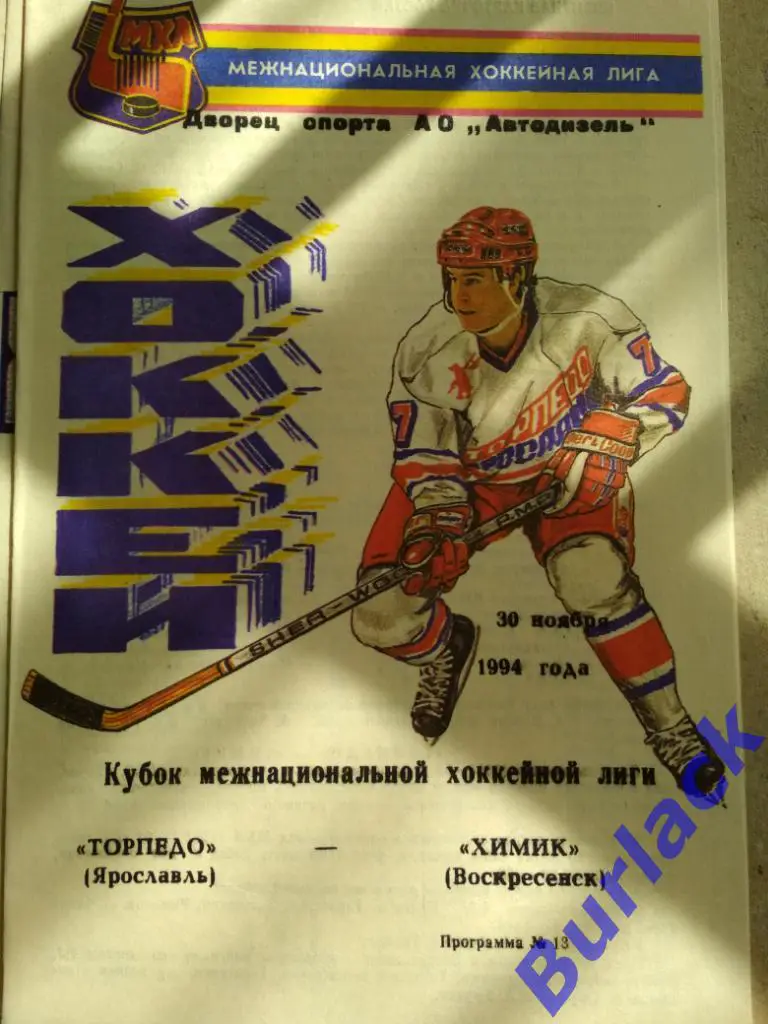 МХЛ
МЕЖНАЦИОНАЛЬНАЯ ХОККЕЙНАЯ ЛИГА
Дворец спорта АО „Автодизель"
ХОККЕЙ
7
7
ТОРПЕДО
SHER-WOOD P.M.P.
30 ноября
1994 года
Кубок межнациональной хоккейной лиги
«ТОРПЕДО» — «ХИМИК»
(Ярославль) (Воскресенск)
Программа № 13
Burlack